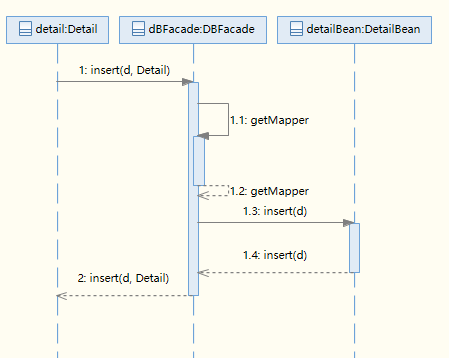 detail:Detail
dBFacade:DBFacade
detailBean:DetailBean
1: insert(d, Detail)
1.1: getMapper
1.2: getMapper
1.3: insert(d)
1.4: insert(d)
2: insert(d, Detail)